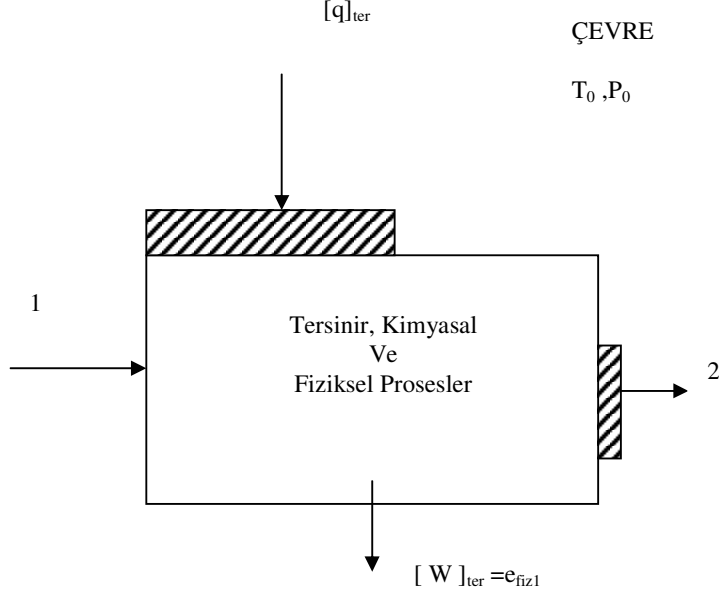 [q]ter
ÇEVRE
T0 ,P0
1
Tersinir, Kimyasal
Ve
Fiziksel Prosesler
2
[ W ]ter =efiz1